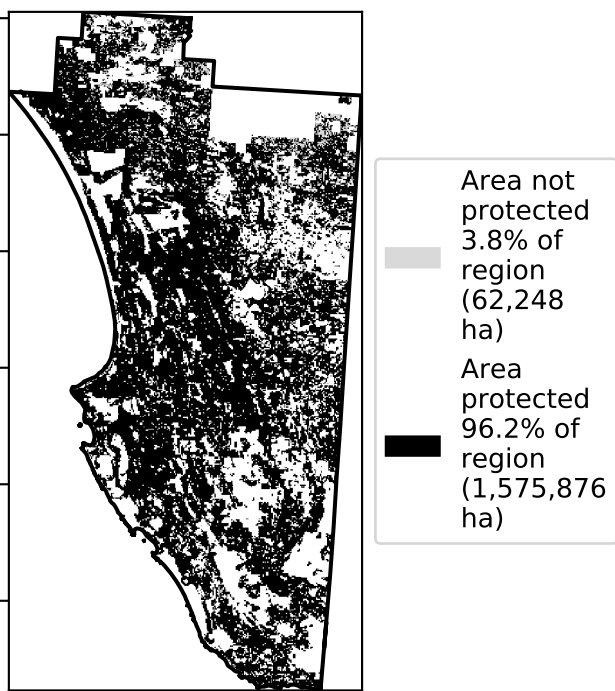 Area not
protected
3.8% of
region
(62,248
ha)
Area
protected
96.2% of
region
(1,575,876
ha)